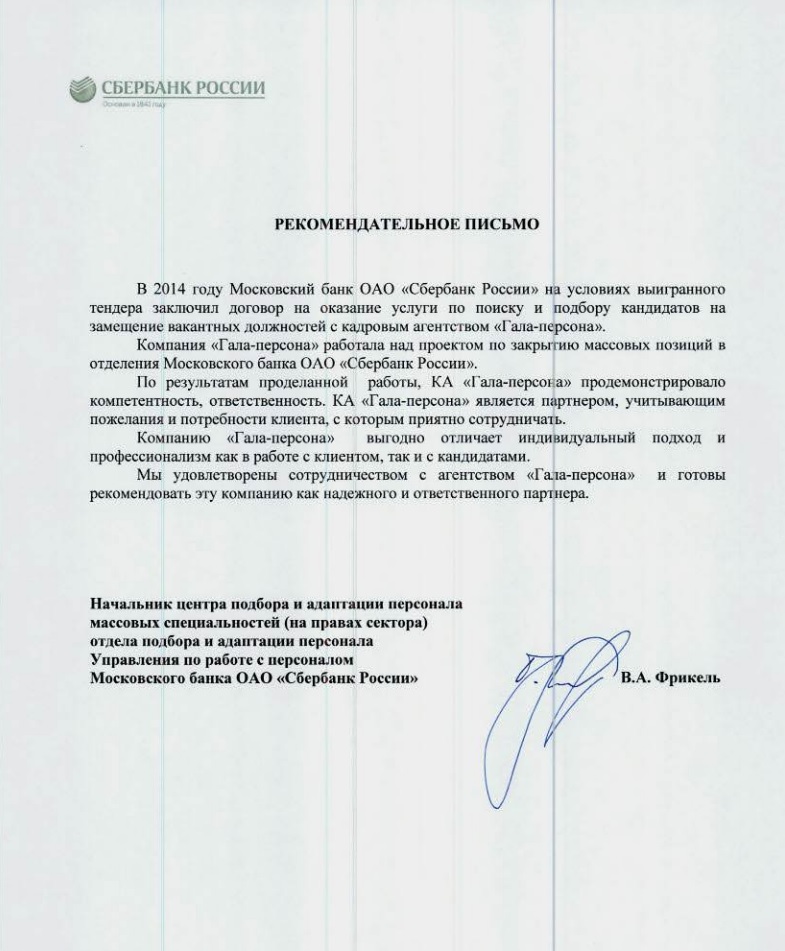 СБЕРБАНК РОССИИ
Основан в 1841 году
РЕКОМЕНДАТЕЛЬНОЕ ПИСЬМО
В 2014 году Московский банк ОАО «Сбербанк России» на условиях выигранного
тендера заключил договор на оказание услуги по поиску и подбору кандидатов на
замещение вакантных должностей с кадровым агентством «Гала-персона».
Компания «Гала-персона» работала над проектом по закрытию массовых позиций в
отделения Московского банка ОАО «Сбербанк России».
По результатам проделанной работы, КА «Гала-персона» продемонстрировало
компетентность, ответственность. КА «Гала-персона» является партнером, учитывающим
пожелания и потребности клиента, с которым приятно сотрудничать.
Компанию «Гала-персона» выгодно отличает индивидуальный подход и
профессионализм как в работе с клиентом, так и с кандидатами.
Мы удовлетворены сотрудничеством с агентством «Гала-персона» и готовы
рекомендовать эту компанию как надежного и ответственного партнера.
Начальник центра подбора и адаптации персонала
массовых специальностей (на правах сектора)
отдела подбора и адаптации персонала
Управления по работе с персоналом
Московского банка ОАО «Сбербанк России» В.А. Фрикель